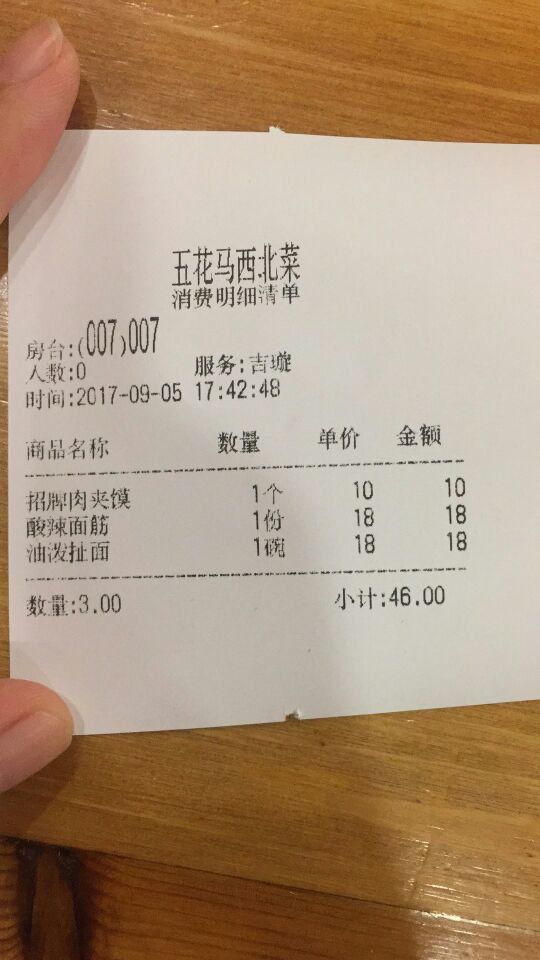 五花马西北菜
消费明细清单
房台:(007)007
人数:0 服务:吉璇
时间:2017-09-05 17:42:48
商品名称 数量 单价 金额
招牌肉夹馍 1个 10 10
酸辣面筋 1份 18 18
油泼扯面 1碗 18 18
数量:3.00 小计:46.00